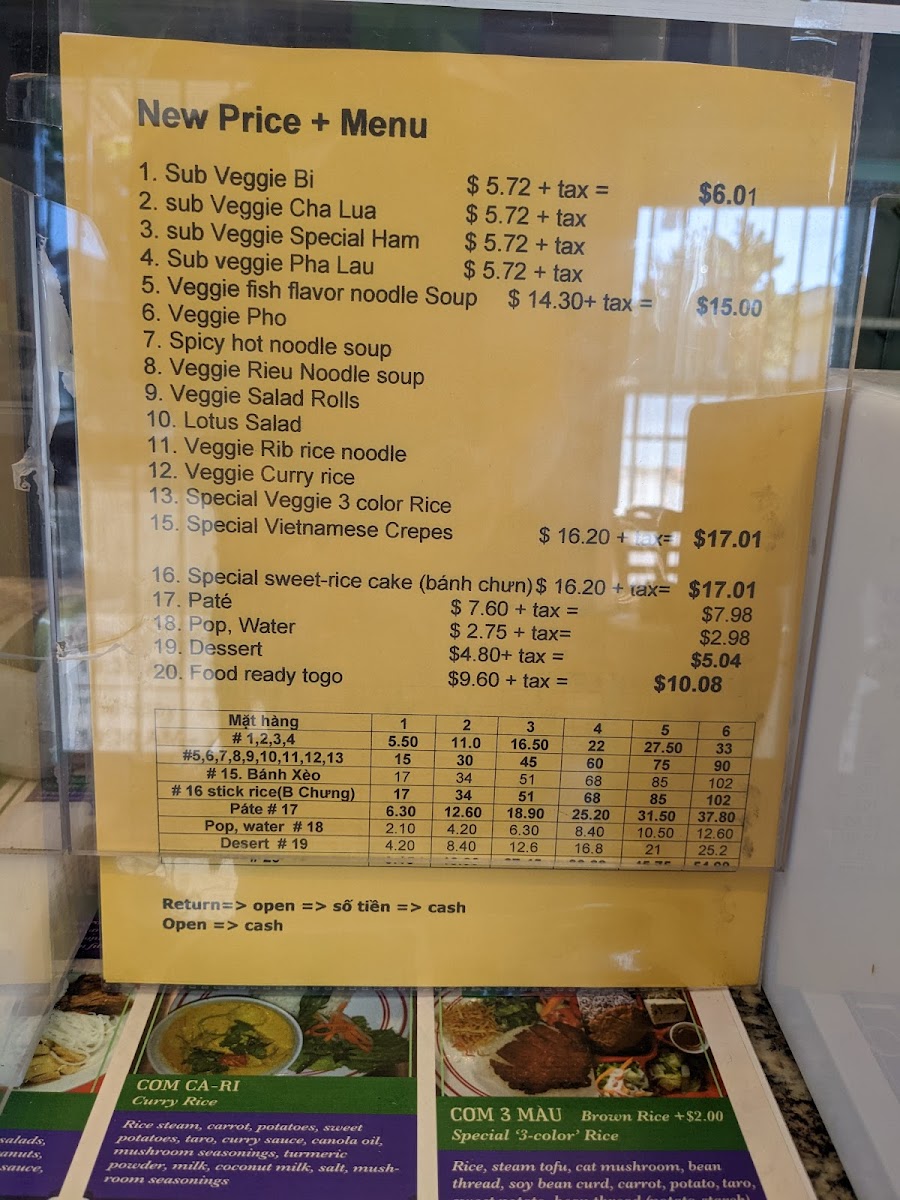 New Price + Menu
1. Sub Veggie Bi $ 5.72 + tax = $6.01
2. sub Veggie Cha Lua $ 5.72 + tax
3. sub Veggie Special Ham $ 5.72 + tax
4. Sub veggie Pha Lau $ 5.72 + tax
5. Veggie fish flavor noodle Soup $ 14.30+ tax = $15.00
6. Veggie Pho
7. Spicy hot noodle soup
8. Veggie Rieu Noodle soup
9. Veggie Salad Rolls
10. Lotus Salad
11. Veggie Rib rice noodle
12. Veggie Curry rice
13. Special Veggie 3 color Rice
15. Special Vietnamese Crepes $ 16.20 + tax= $17.01
16. Special sweet-rice cake (bánh chưn)$ 16.20 + tax= $17.01
17. Paté $ 7.60 + tax = $7.98
18. Pop, Water $ 2.75 + tax= $2.98
19. Dessert $4.80+ tax = $5.04
20. Food ready togo $9.60 + tax = $10.08
Mặt hàng 1 2 3 4 5 6
# 1,2,3,4 5.50 11.0 16.50 22 27.50 33
#5,6,7,8,9,10,11,12,13 15 30 45 60 75 90
# 15. Bánh Xèo 17 34 51 68 85 102
# 16 stick rice(B Chưng) 17 34 51 68 85 102
Páte # 17 6.30 12.60 18.90 25.20 31.50 37.80
Pop, water # 18 2.10 4.20 6.30 8.40 10.50 12.60
Desert # 19 4.20 8.40 12.6 16.8 21 25.2
Return=> open => số tiền => cash
Open => cash
CƠM CÀ-RI
Curry Rice
Rice steam, carrot, potatoes, sweet
potatoes, taro, curry sauce, canola oil,
mushroom seasonings, turmeric
powder, milk, coconut milk, salt, mush-
room seasonings
CƠM 3 MÀU Brown Rice +$2.00
Special ‘3-color’ Rice
Rice, steam tofu, cat mushroom, bean
thread, soy bean curd, carrot, potato, taro,
salads,
sauce,